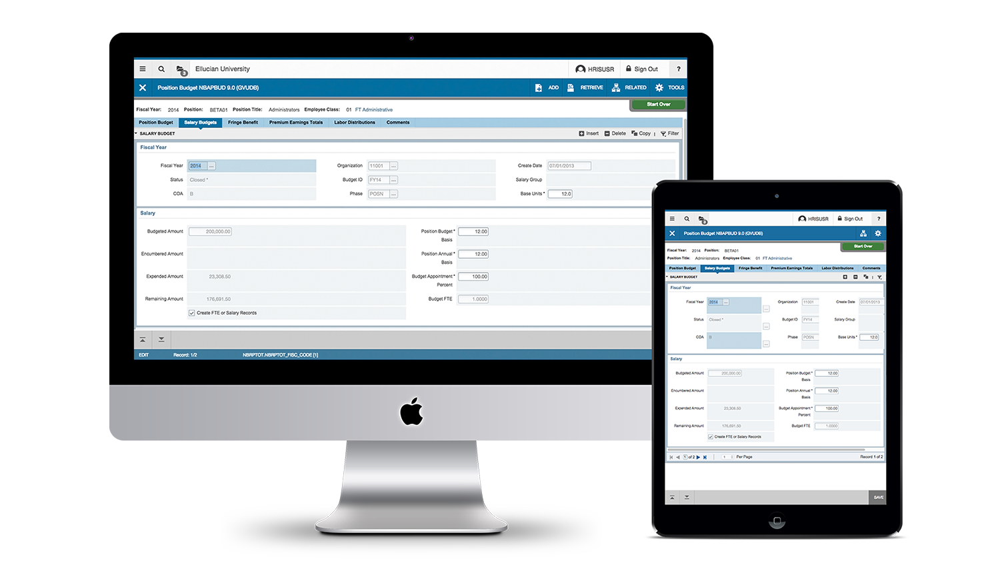 Ellucian University HRISUSR Sign Out ?
3
Position Budget NBAPBUD 9.0 (GVUDB) ADD RETRIEVE RELATED TOOLS
Start Over
Fiscal Year: 2014 Position: BETA01 Position Title: Administrators Employee Class: 01 FT Administrative
Position Budget Salary Budgets Fringe Benefit Premium Earnings Totals Labor Distributions Comments
SALARY BUDGET Insert Delete Copy Filter
Fiscal Year
Fiscal Year 2014 ... Organization 11001 ... Create Date 07/01/2013
Status Closed * Budget ID FY14 ... Salary Group
COA B Phase POSN ... Base Units * 12.0
Salary
Budgeted Amount 200,000.00 Position Budget * 12.00
Basis
Encumbered Amount Position Annual * 12.00
Basis
Expended Amount 23,308.50 Budget Appointment * 100.00
Percent
Remaining Amount 176,691.50 Budget FTE 1.0000
Create FTE or Salary Records
EDIT Record: 1/2 NBRPTOT.NBRPTOT_FISC_CODE [1]
HRISUSR Sign Out ?
3
Position Budget NBAPBUD 9.0 (GVUDB)
Start Over
Fiscal Year: 2014 Position: BETA01
Position Title: Administrators Employee Class: 01 FT Administrative
Position Budget Salary Budgets Fringe Benefit Premium Earnings Totals Labor Distributions Comments
SALARY BUDGET
Fiscal Year
Fiscal Year 2014 ... Organization 11001 Create Date 07/01/2013
...
Status Closed * Budget ID FY14 Salary Group
...
COA B Phase POSN Base Units * 12.0
...
Salary
Budgeted Amount 200,000.00 Position Budget * 12.00
Basis
Encumbered Amount Position Annual * 12.00
Basis
Expended Amount 23,308.50 Budget Appointment * 100.00
Percent
Remaining Amount 176,691.50 Budget FTE 1.0000
Create FTE or Salary Records
1 of 2 1 Per Page Record 1 of 2
SAVE